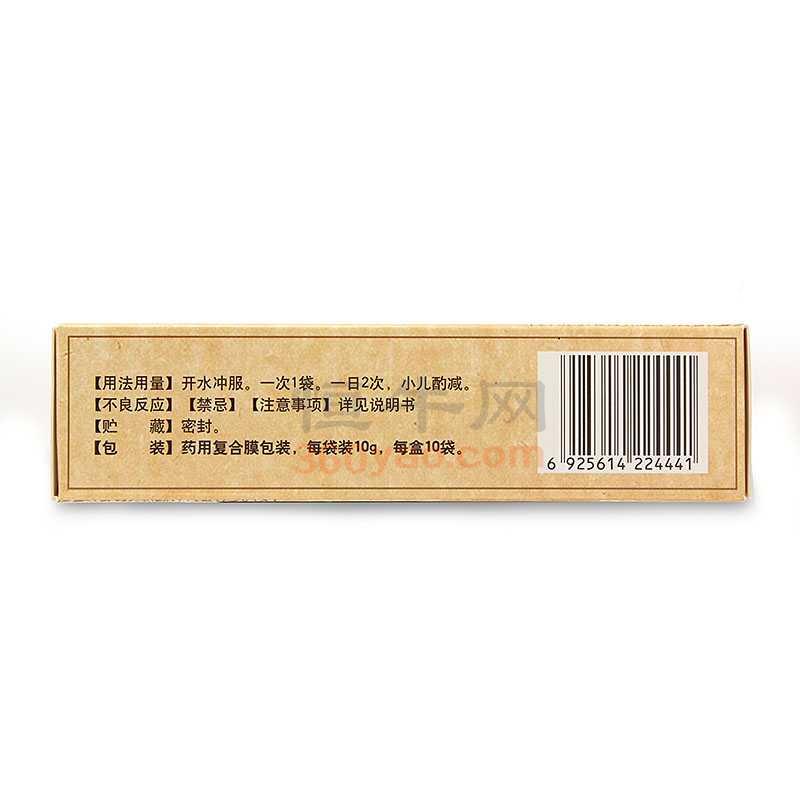 【用法用量】开水冲服。一次1袋。一日2次，小儿酌减。
【不良反应】【禁忌】【注意事项】详见说明书
【贮　　藏】密封。
【包　　装】药用复合膜包装，每袋装10g，每盒10袋。
6 925614 224441
360yao.com